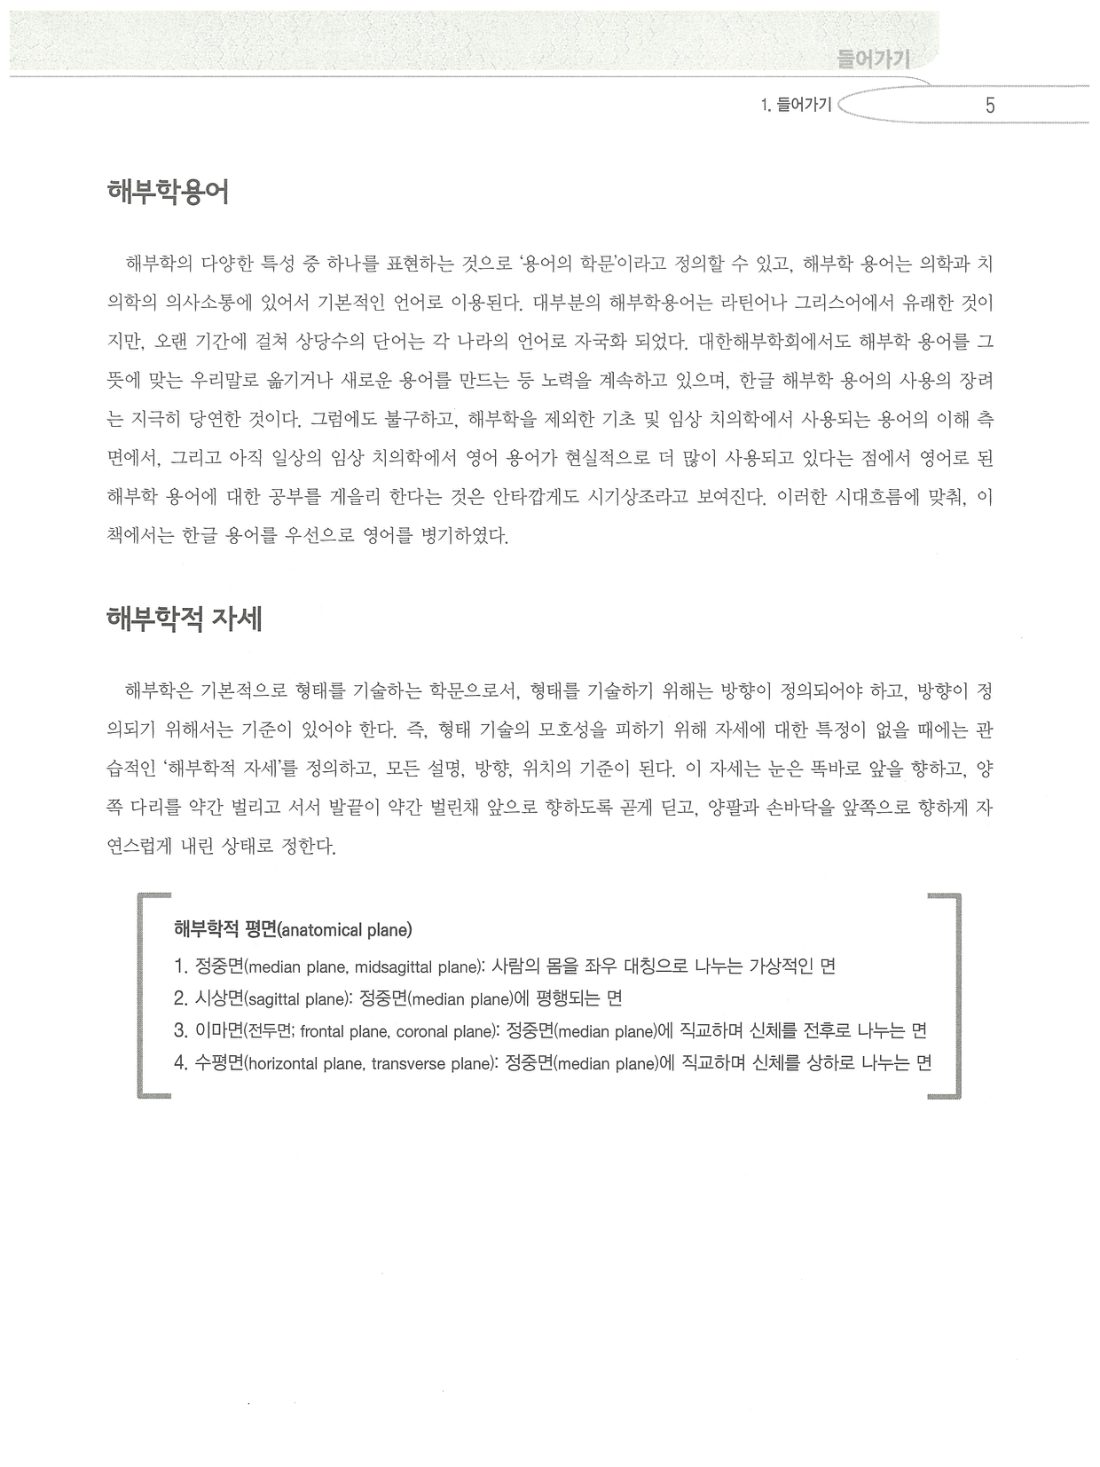 들어가기
1. 들어가기
5
해부학용어
해부학의 다양한 특성 중 하나를 표현하는 것으로 ‘용어의 학문’이라고 정의할 수 있고, 해부학 용어는 의학과 치
의학의 의사소통에 있어서 기본적인 언어로 이용된다. 대부분의 해부학용어는 라틴어나 그리스어에서 유래한 것이
지만, 오랜 기간에 걸쳐 상당수의 단어는 각 나라의 언어로 자국화 되었다. 대한해부학회에서도 해부학 용어를 그
뜻에 맞는 우리말로 옮기거나 새로운 용어를 만드는 등 노력을 계속하고 있으며, 한글 해부학 용어의 사용의 장려
는 지극히 당연한 것이다. 그럼에도 불구하고, 해부학을 제외한 기초 및 임상 치의학에서 사용되는 용어의 이해 측
면에서, 그리고 아직 일상의 임상 치의학에서 영어 용어가 현실적으로 더 많이 사용되고 있다는 점에서 영어로 된
해부학 용어에 대한 공부를 게을리 한다는 것은 안타깝게도 시기상조라고 보여진다. 이러한 시대흐름에 맞춰, 이
책에서는 한글 용어를 우선으로 영어를 병기하였다.
해부학적 자세
해부학은 기본적으로 형태를 기술하는 학문으로서, 형태를 기술하기 위해는 방향이 정의되어야 하고, 방향이 정
의되기 위해서는 기준이 있어야 한다. 즉, 형태 기술의 모호성을 피하기 위해 자세에 대한 특정이 없을 때에는 관
습적인 ‘해부학적 자세’를 정의하고, 모든 설명, 방향, 위치의 기준이 된다. 이 자세는 눈은 똑바로 앞을 향하고, 양
쪽 다리를 약간 벌리고 서서 발끝이 약간 벌린채 앞으로 향하도록 곧게 딛고, 양팔과 손바닥을 앞쪽으로 향하게 자
연스럽게 내린 상태로 정한다.
해부학적 평면(anatomical plane)
1. 정중면(median plane, midsagittal plane): 사람의 몸을 좌우 대칭으로 나누는 가상적인 면
2. 시상면(sagittal plane): 정중면(median plane)에 평행되는 면
3. 이마면(전두면; frontal plane, coronal plane): 정중면(median plane)에 직교하며 신체를 전후로 나누는 면
4. 수평면(horizontal plane, transverse plane): 정중면(median plane)에 직교하며 신체를 상하로 나누는 면